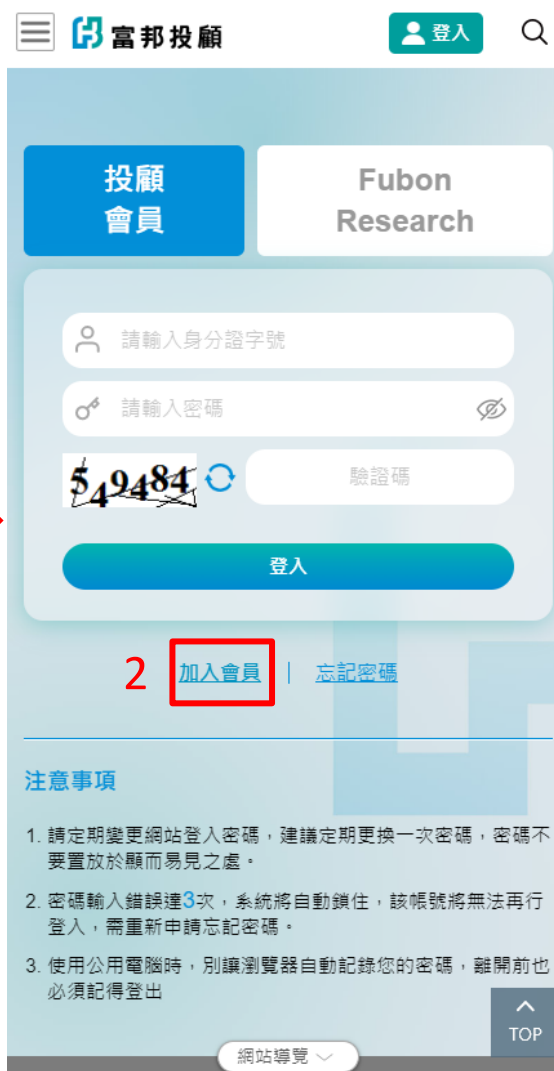 富邦投顧 登入
投顧
會員
Fubon
Research
請輸入身分證字號
請輸入密碼
549484 驗證碼
登入
2 加入會員 | 忘記密碼
注意事項
1. 請定期變更網站登入密碼，建議定期更換一次密碼，密碼不
要置放於顯而易見之處。
2. 密碼輸入錯誤達3次，系統將自動鎖住，該帳號將無法再行
登入，需重新申請忘記密碼。
3. 使用公用電腦時，別讓瀏覽器自動記錄您的密碼，離開前也
必須記得登出
TOP
網站導覽